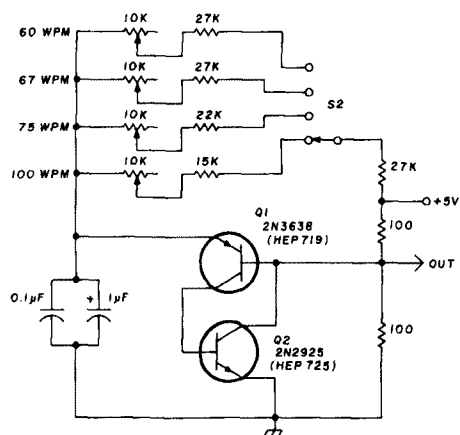 10K 27K
60 WPM
10K 27K
67 WPM
S2
10K 22K
75 WPM
10K 15K
100 WPM
27K
+5V
Q1
2N3638
(HEP 719)
100
OUT
0.1µF + 1µF
Q2
2N2925
(HEP 725)
100